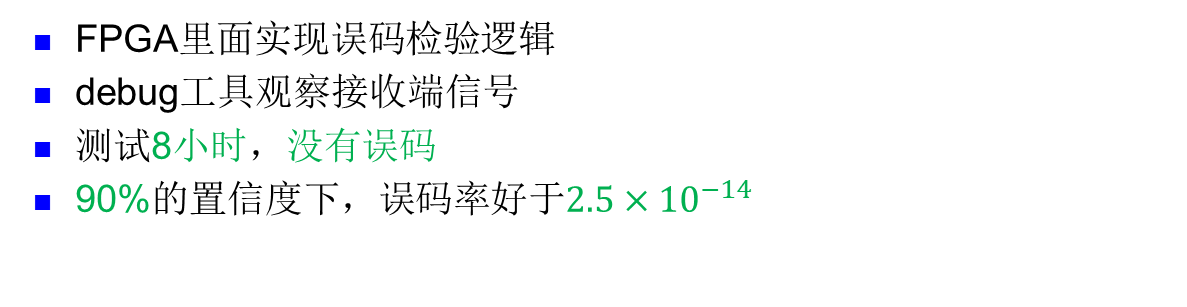 ■ FPGA里面实现误码检验逻辑
■ debug工具观察接收端信号
■ 测试8小时，没有误码
■ 90%的置信度下，误码率好于2.5 × 10⁻¹⁴